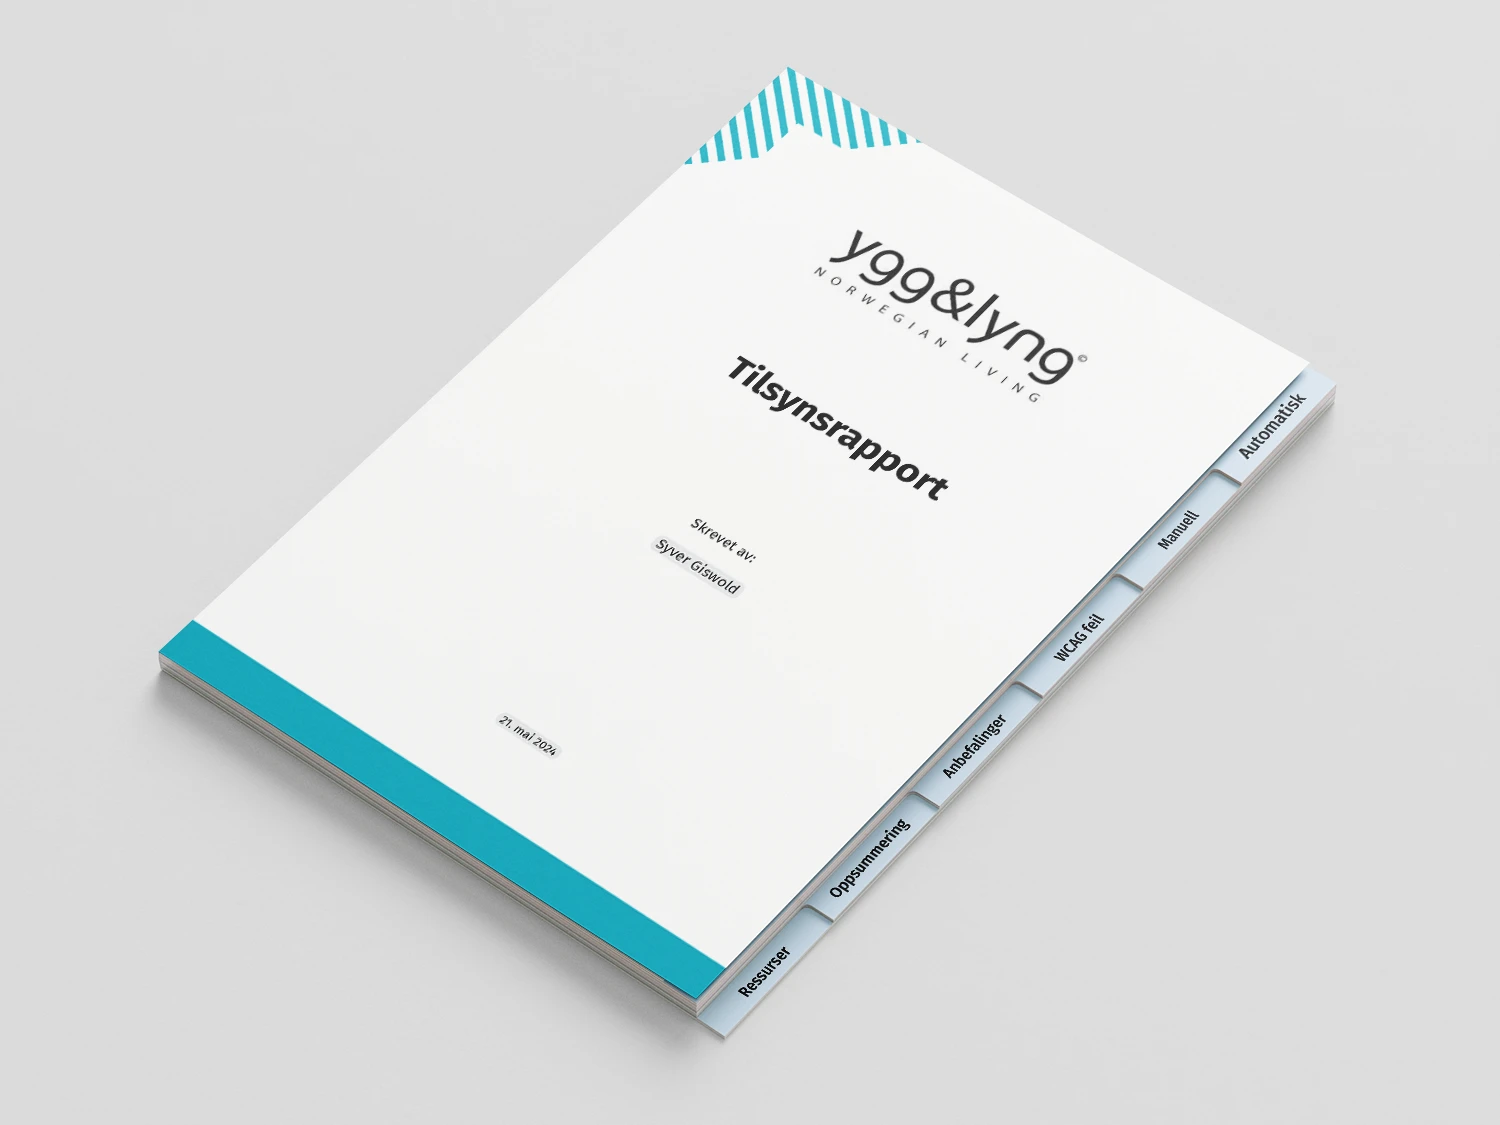 ygg&lyng©
NORWEGIAN LIVING
Tilsynsrapport
Skrevet av:
Syver Giswold
21. mai 2024
Automatisk
Manuell
WCAG feil
Anbefalinger
Oppsummering
Ressurser